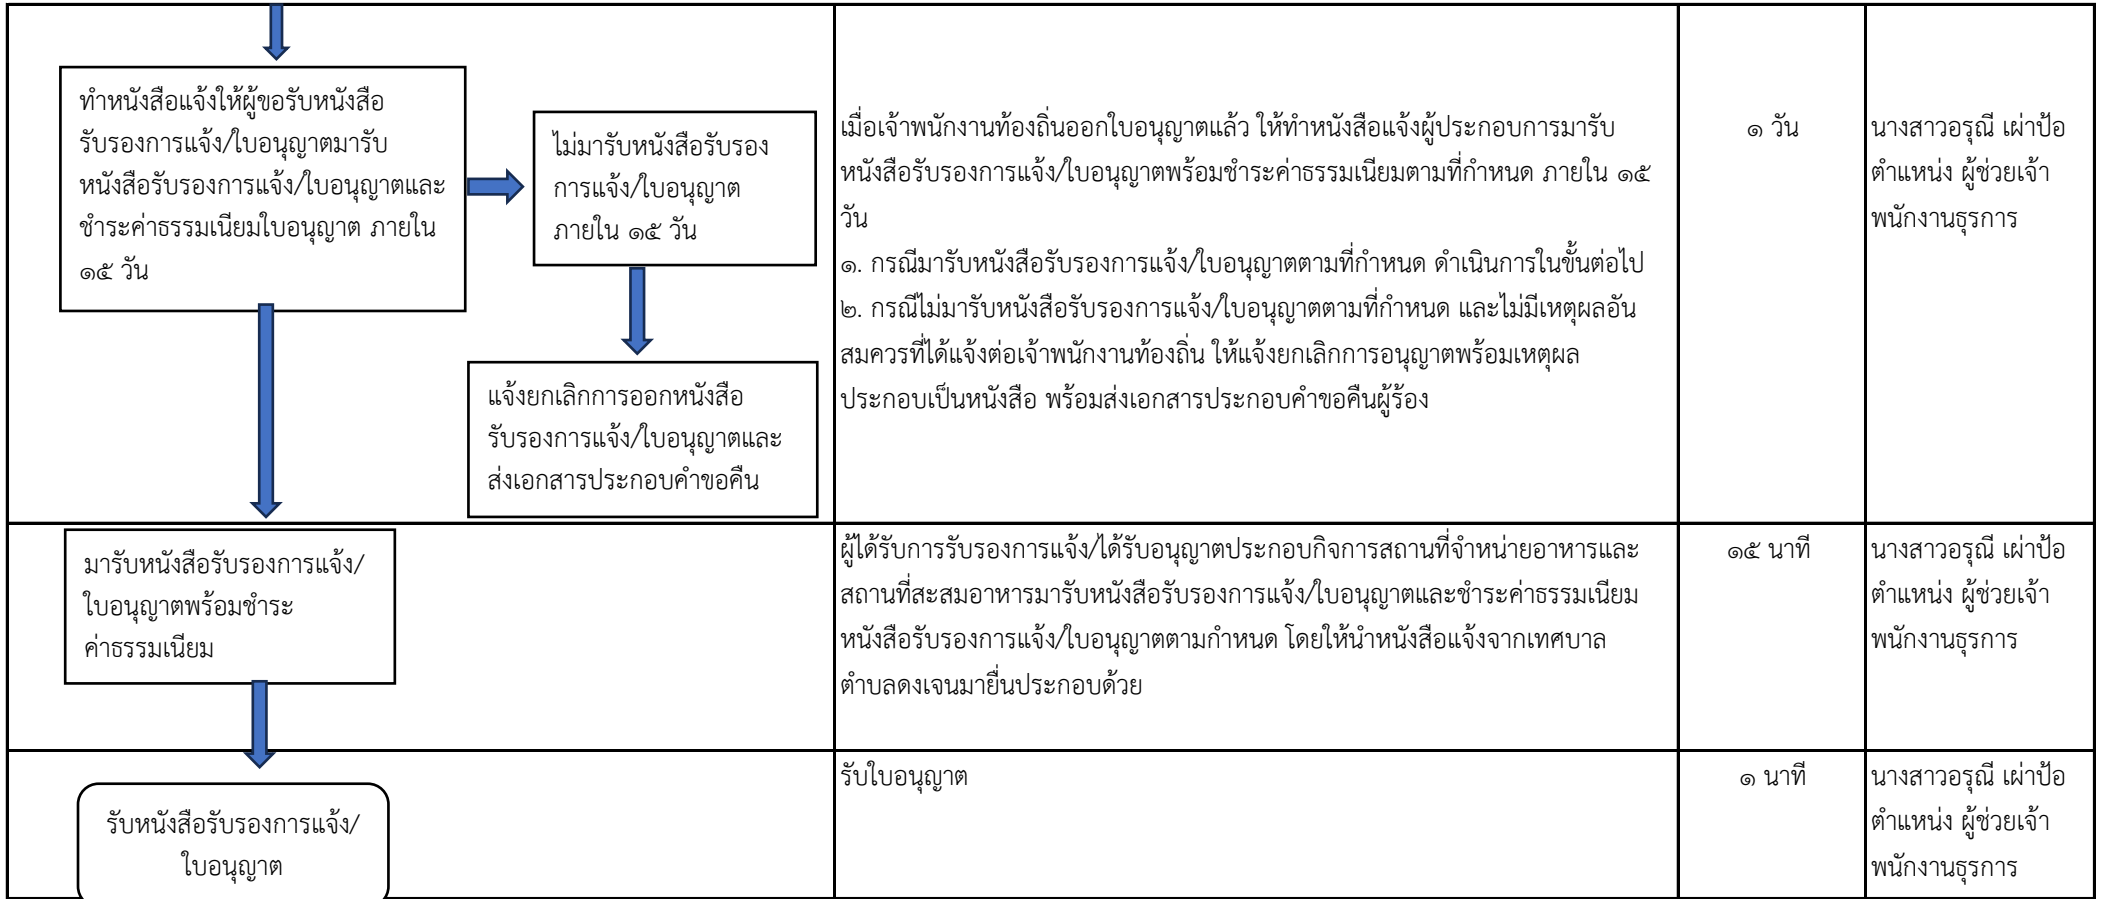 ทำหนังสือแจ้งให้ผู้ขอรับหนังสือ
รับรองการแจ้ง/ใบอนุญาตมารับ
หนังสือรับรองการแจ้ง/ใบอนุญาตและ
ชำระค่าธรรมเนียมใบอนุญาต ภายใน
๑๕ วัน
ไม่มารับหนังสือรับรอง
การแจ้ง/ใบอนุญาต
ภายใน ๑๕ วัน
แจ้งยกเลิกการออกหนังสือ
รับรองการแจ้ง/ใบอนุญาตและ
ส่งเอกสารประกอบคำขอคืน
เมื่อเจ้าพนักงานท้องถิ่นออกใบอนุญาตแล้ว ให้ทำหนังสือแจ้งผู้ประกอบการมารับ
หนังสือรับรองการแจ้ง/ใบอนุญาตพร้อมชำระค่าธรรมเนียมตามที่กำหนด ภายใน ๑๕
วัน
๑. กรณีมารับหนังสือรับรองการแจ้ง/ใบอนุญาตตามที่กำหนด ดำเนินการในขั้นต่อไป
๒. กรณีไม่มารับหนังสือรับรองการแจ้ง/ใบอนุญาตตามที่กำหนด และไม่มีเหตุผลอัน
สมควรที่ได้แจ้งต่อเจ้าพนักงานท้องถิ่น ให้แจ้งยกเลิกการอนุญาตพร้อมเหตุผล
ประกอบเป็นหนังสือ พร้อมส่งเอกสารประกอบคำขอคืนผู้ร้อง
๑ วัน
นางสาวอรุณี เผ่าป้อ
ตำแหน่ง ผู้ช่วยเจ้า
พนักงานธุรการ
มารับหนังสือรับรองการแจ้ง/
ใบอนุญาตพร้อมชำระ
ค่าธรรมเนียม
ผู้ได้รับการรับรองการแจ้ง/ได้รับอนุญาตประกอบกิจการสถานที่จำหน่ายอาหารและ
สถานที่สะสมอาหารมารับหนังสือรับรองการแจ้ง/ใบอนุญาตและชำระค่าธรรมเนียม
หนังสือรับรองการแจ้ง/ใบอนุญาตตามกำหนด โดยให้นำหนังสือแจ้งจากเทศบาล
ตำบลดงเจนมายื่นประกอบด้วย
๑๕ นาที
นางสาวอรุณี เผ่าป้อ
ตำแหน่ง ผู้ช่วยเจ้า
พนักงานธุรการ
รับหนังสือรับรองการแจ้ง/
ใบอนุญาต
รับใบอนุญาต
๑ นาที
นางสาวอรุณี เผ่าป้อ
ตำแหน่ง ผู้ช่วยเจ้า
พนักงานธุรการ